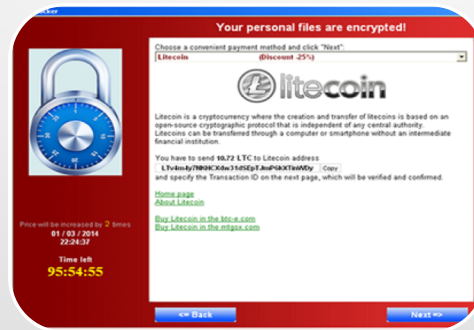 Your personal files are encrypted!
Choose a convenient payment method and click "Next":
Litecoin (Discount -25%)
litecoin
Litecoin is a cryptocurrency where the creation and transfer of litecoins is based on an
open-source cryptographic protocol that is independent of any central authority.
Litecoins can be transferred through a computer or smartphone without an intermediate
financial institution.
You have to send 10,72 LTC to Litecoin address
Copy
and specify the Transaction ID on the next page, which will be verified and confirmed.
Home page
About Litecoin
Buy Litecoin in the btc-e.com
Buy Litecoin in the mtgox.com
Price will be increased by 2 times
01 / 03 / 2014
22:24:37
Time left
95:54:55
<< Back
Next =>